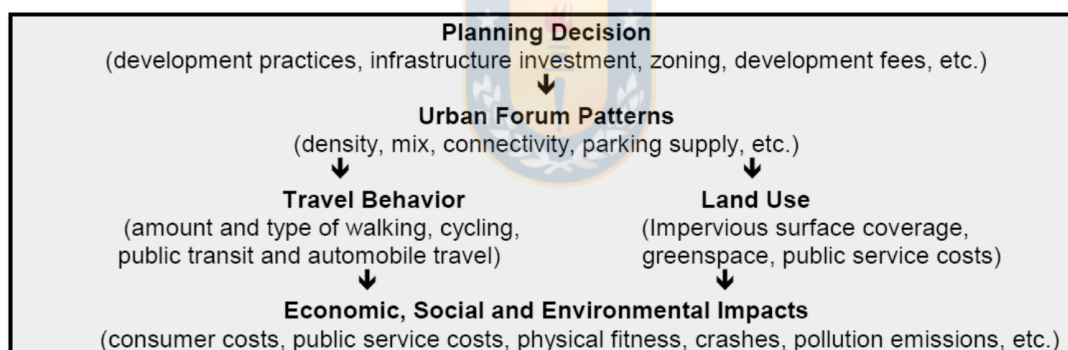 Planning Decision
(development practices, infrastructure investment, zoning, development fees, etc.)
Urban Forum Patterns
(density, mix, connectivity, parking supply, etc.)
Travel Behavior
(amount and type of walking, cycling,
public transit and automobile travel)
Land Use
(Impervious surface coverage,
greenspace, public service costs)
Economic, Social and Environmental Impacts
(consumer costs, public service costs, physical fitness, crashes, pollution emissions, etc.)